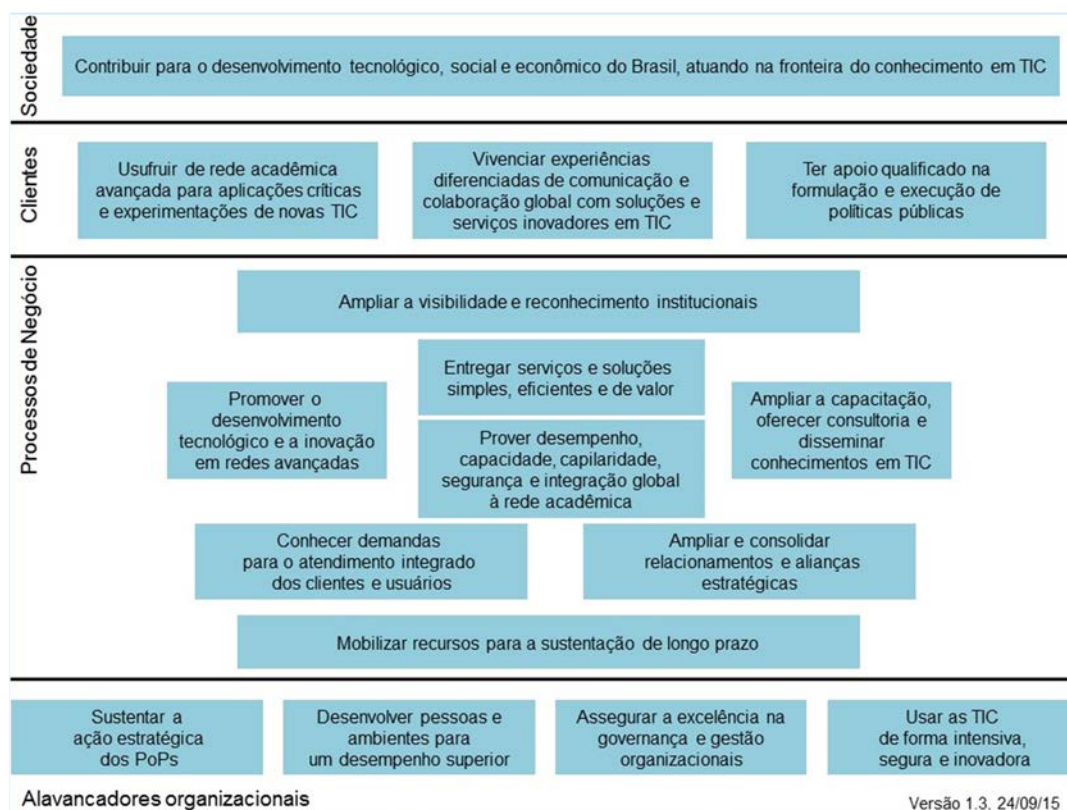 Sociedade
Contribuir para o desenvolvimento tecnológico, social e econômico do Brasil, atuando na fronteira do conhecimento em TIC
Clientes
Usufruir de rede acadêmica
avançada para aplicações críticas
e experimentações de novas TIC
Vivenciar experiências
diferenciadas de comunicação e
colaboração global com soluções e
serviços inovadores em TIC
Ter apoio qualificado na
formulação e execução de
políticas públicas
Processos de Negócio
Ampliar a visibilidade e reconhecimento institucionais
Promover o
desenvolvimento
tecnológico e a inovação
em redes avançadas
Entregar serviços e soluções
simples, eficientes e de valor
Prover desempenho,
capacidade, capilaridade,
segurança e integração global
à rede acadêmica
Ampliar a capacitação,
oferecer consultoria e
disseminar
conhecimentos em TIC
Conhecer demandas
para o atendimento integrado
dos clientes e usuários
Ampliar e consolidar
relacionamentos e alianças
estratégicas
Mobilizar recursos para a sustentação de longo prazo
Sustentar a
ação estratégica
dos PoPs
Desenvolver pessoas e
ambientes para
um desempenho superior
Assegurar a excelência na
governança e gestão
organizacionais
Usar as TIC
de forma intensiva,
segura e inovadora
Alavancadores organizacionais
Versão 1.3, 24/09/15